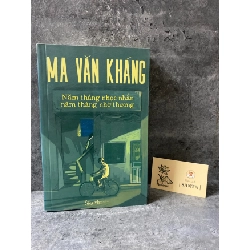 MA VĂN KHÁNG
Năm tháng nhọc nhằn
năm tháng nhớ thương